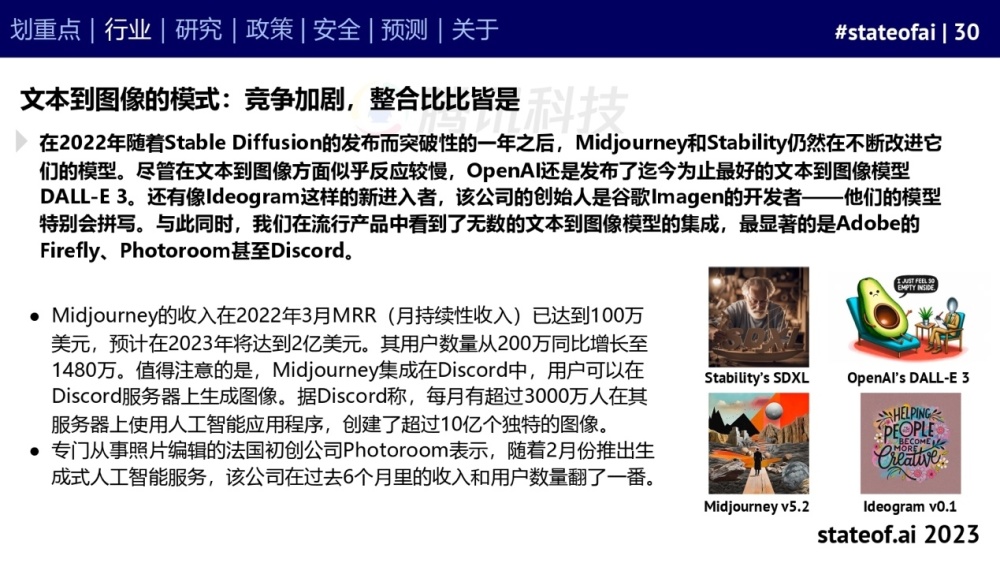 划重点 | 行业 | 研究 | 政策 | 安全 | 预测 | 关于
#stateofai | 30
文本到图像的模式：竞争加剧，整合比比皆是
腾讯科技
在2022年随着Stable Diffusion的发布而突破性的一年之后，Midjourney和Stability仍然在不断改进它
们的模型。尽管在文本到图像方面似乎反应较慢，OpenAI还是发布了迄今为止最好的文本到图像模型
DALL-E 3。还有像Ideogram这样的新进入者，该公司的创始人是谷歌Imagen的开发者——他们的模型
特别会拼写。与此同时，我们在流行产品中看到了无数的文本到图像模型的集成，最显著的是Adobe的
Firefly、Photoroom甚至Discord。
● Midjourney的收入在2022年3月MRR（月持续性收入）已达到100万
美元，预计在2023年将达到2亿美元。其用户数量从200万同比增长至
1480万。值得注意的是，Midjourney集成在Discord中，用户可以在
Discord服务器上生成图像。据Discord称，每月有超过3000万人在其
服务器上使用人工智能应用程序，创建了超过10亿个独特的图像。
● 专门从事照片编辑的法国初创公司Photoroom表示，随着2月份推出生
成式人工智能服务，该公司在过去6个月里的收入和用户数量翻了一番。
SDXL
Stability's SDXL
I JUST FEEL SO
EMPTY INSIDE.
OpenAI's DALL-E 3
Midjourney v5.2
HELPING
PEOPLE
BECOME
MORE
Creative
Ideogram v0.1
stateof.ai 2023